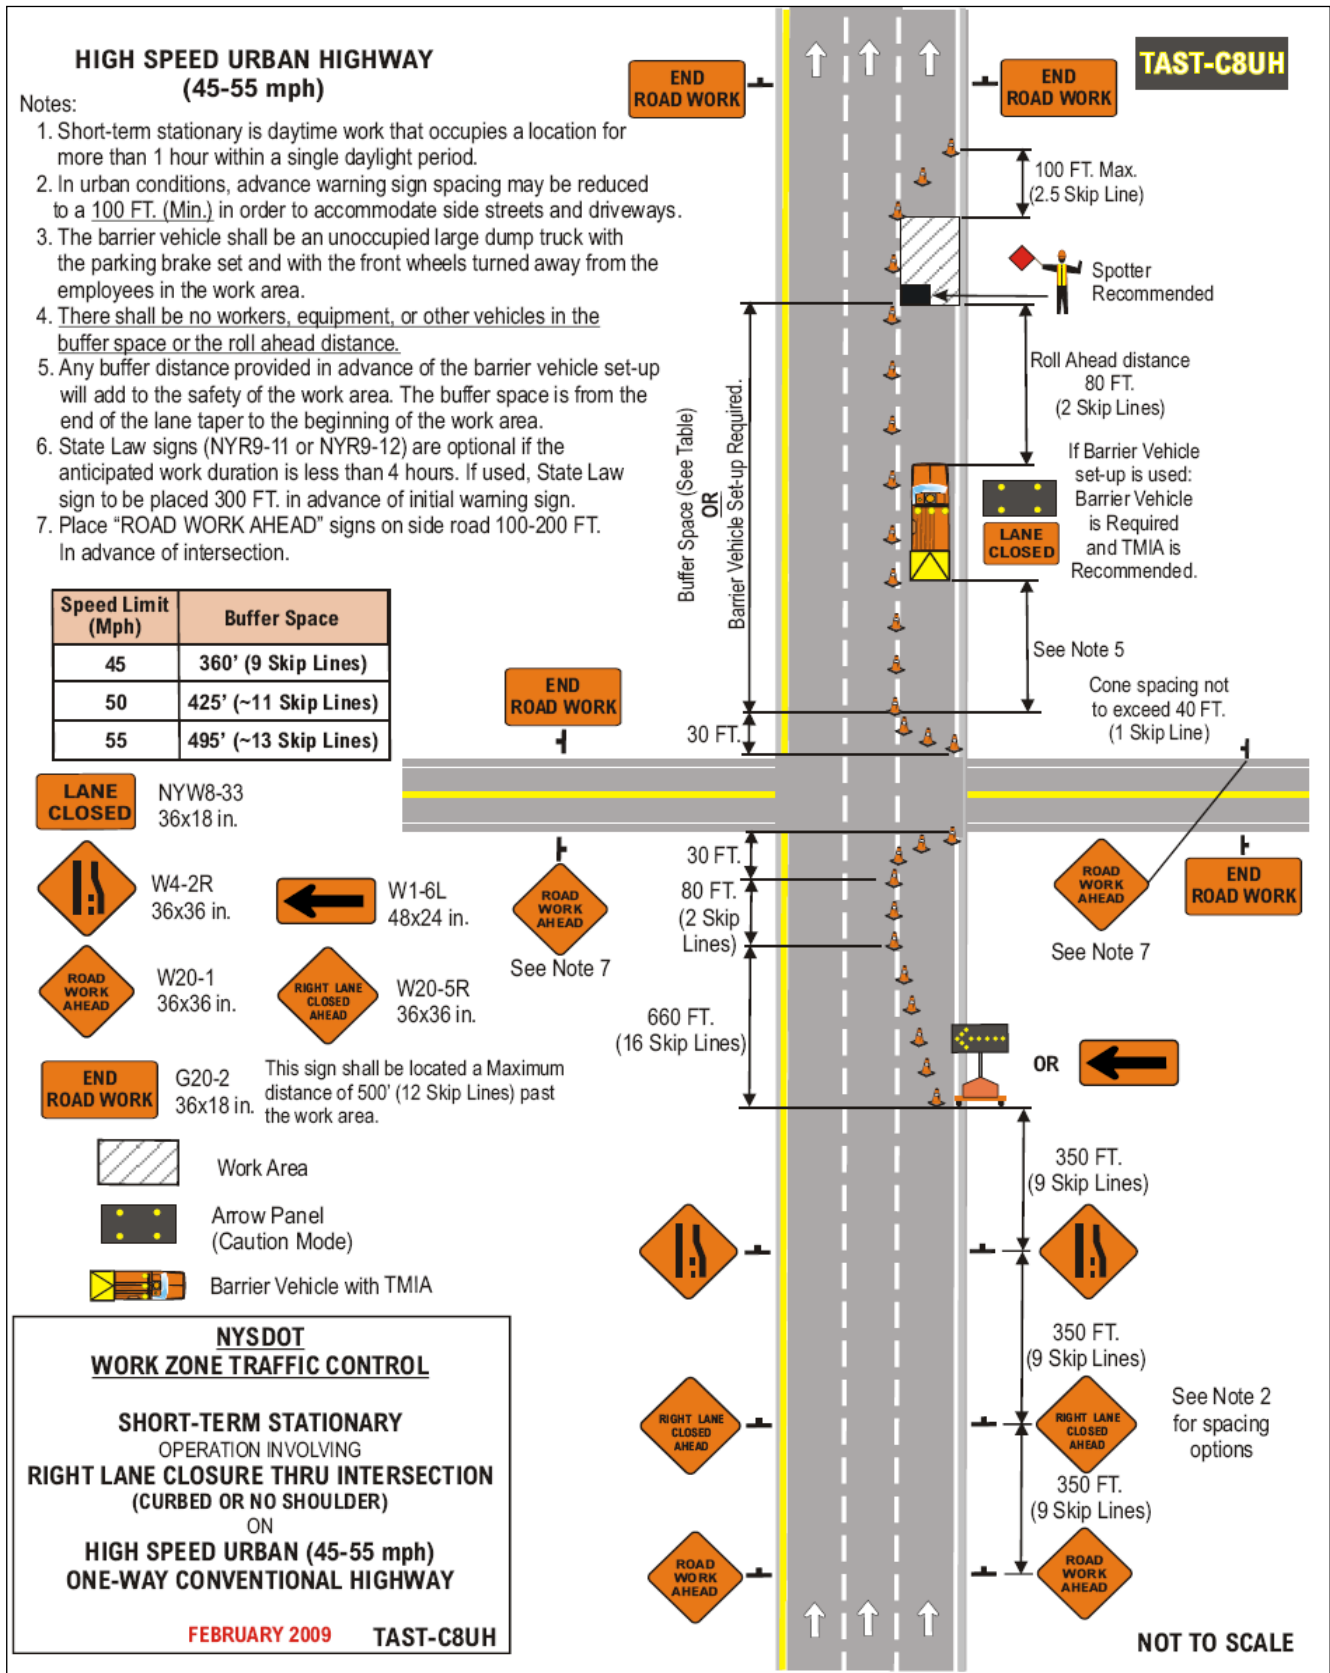 HIGH SPEED URBAN HIGHWAY
(45-55 mph)
Notes:
1. Short-term stationary is daytime work that occupies a location for
more than 1 hour within a single daylight period.
2. In urban conditions, advance warning sign spacing may be reduced
to a 100 FT. (Min.) in order to accommodate side streets and driveways.
3. The barrier vehicle shall be an unoccupied large dump truck with
the parking brake set and with the front wheels turned away from the
employees in the work area.
4. There shall be no workers, equipment, or other vehicles in the
buffer space or the roll ahead distance.
5. Any buffer distance provided in advance of the barrier vehicle set-up
will add to the safety of the work area. The buffer space is from the
end of the lane taper to the beginning of the work area.
6. State Law signs (NYR9-11 or NYR9-12) are optional if the
anticipated work duration is less than 4 hours. If used, State Law
sign to be placed 300 FT. in advance of initial warning sign.
7. Place “ROAD WORK AHEAD” signs on side road 100-200 FT.
In advance of intersection.
Speed Limit
(Mph)
Buffer Space
45
360’ (9 Skip Lines)
50
425’ (~11 Skip Lines)
55
495’ (~13 Skip Lines)
LANE
CLOSED
NYW8-33
36x18 in.
W4-2R
36x36 in.
W1-6L
48x24 in.
ROAD
WORK
AHEAD
W20-1
36x36 in.
RIGHT LANE
CLOSED
AHEAD
W20-5R
36x36 in.
END
ROAD WORK
G20-2
36x18 in.
This sign shall be located a Maximum
distance of 500’ (12 Skip Lines) past
the work area.
Work Area
Arrow Panel
(Caution Mode)
Barrier Vehicle with TMIA
NYSDOT
WORK ZONE TRAFFIC CONTROL
SHORT-TERM STATIONARY
OPERATION INVOLVING
RIGHT LANE CLOSURE THRU INTERSECTION
(CURBED OR NO SHOULDER)
ON
HIGH SPEED URBAN (45-55 mph)
ONE-WAY CONVENTIONAL HIGHWAY
FEBRUARY 2009
TAST-C8UH
TAST-C8UH
END
ROAD WORK
END
ROAD WORK
100 FT. Max.
(2.5 Skip Line)
Spotter
Recommended
Roll Ahead distance
80 FT.
(2 Skip Lines)
Buffer Space (See Table)
OR
Barrier Vehicle Set-up Required.
If Barrier Vehicle
set-up is used:
Barrier Vehicle
is Required
and TMIA is
Recommended.
LANE
CLOSED
See Note 5
Cone spacing not
to exceed 40 FT.
(1 Skip Line)
END
ROAD WORK
30 FT.
30 FT.
80 FT.
(2 Skip
Lines)
ROAD
WORK
AHEAD
See Note 7
ROAD
WORK
AHEAD
See Note 7
END
ROAD WORK
660 FT.
(16 Skip Lines)
OR
350 FT.
(9 Skip Lines)
350 FT.
(9 Skip Lines)
RIGHT LANE
CLOSED
AHEAD
RIGHT LANE
CLOSED
AHEAD
See Note 2
for spacing
options
350 FT.
(9 Skip Lines)
ROAD
WORK
AHEAD
ROAD
WORK
AHEAD
NOT TO SCALE